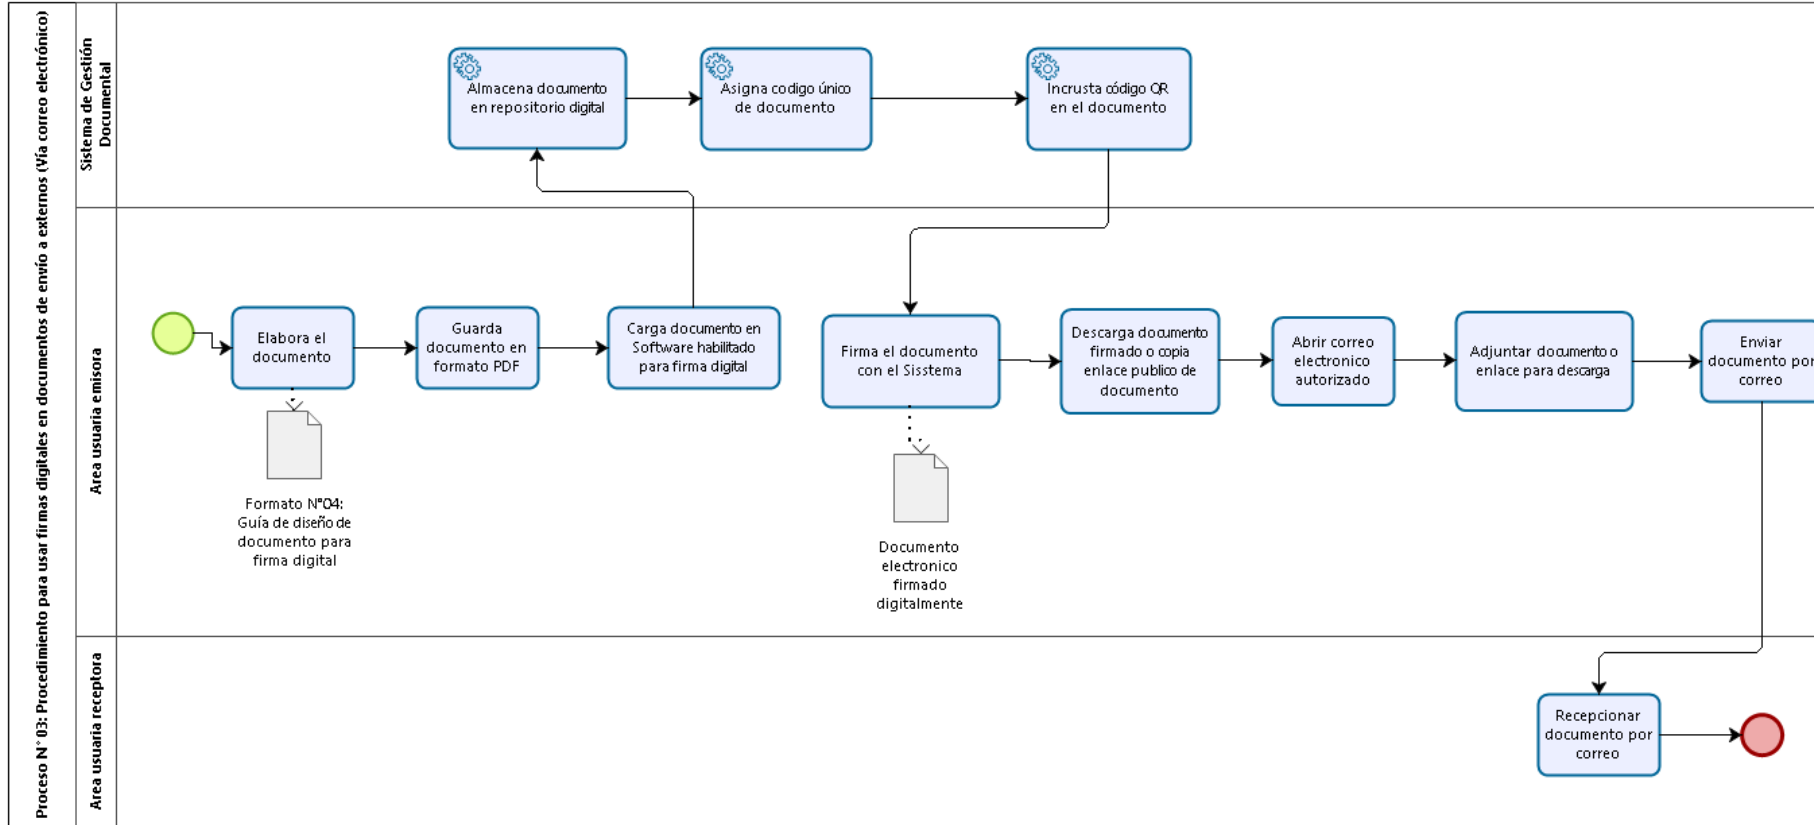 Proceso N° 03: Procedimiento para usar firmas digitales en documentos de envío a externos (Vía correo electrónico)
Sistema de Gestión
Documental
Almacena documento
en repositorio digital
Asigna codigo único
de documento
Incrusta código QR
en el documento
Area usuaria emisora
Elabora el
documento
Guarda
documento en
formato PDF
Carga documento en
Software habilitado
para firma digital
Firma el documento
con el Sisstema
Descarga documento
firmado o copia
enlace publico de
documento
Abrir correo
electronico
autorizado
Adjuntar documento o
enlace para descarga
Enviar
documento por
correo
Formato N°04:
Guía de diseño de
documento para
firma digital
Documento
electronico
firmado
digitalmente
Area usuaria receptora
Recepcionar
documento por
correo